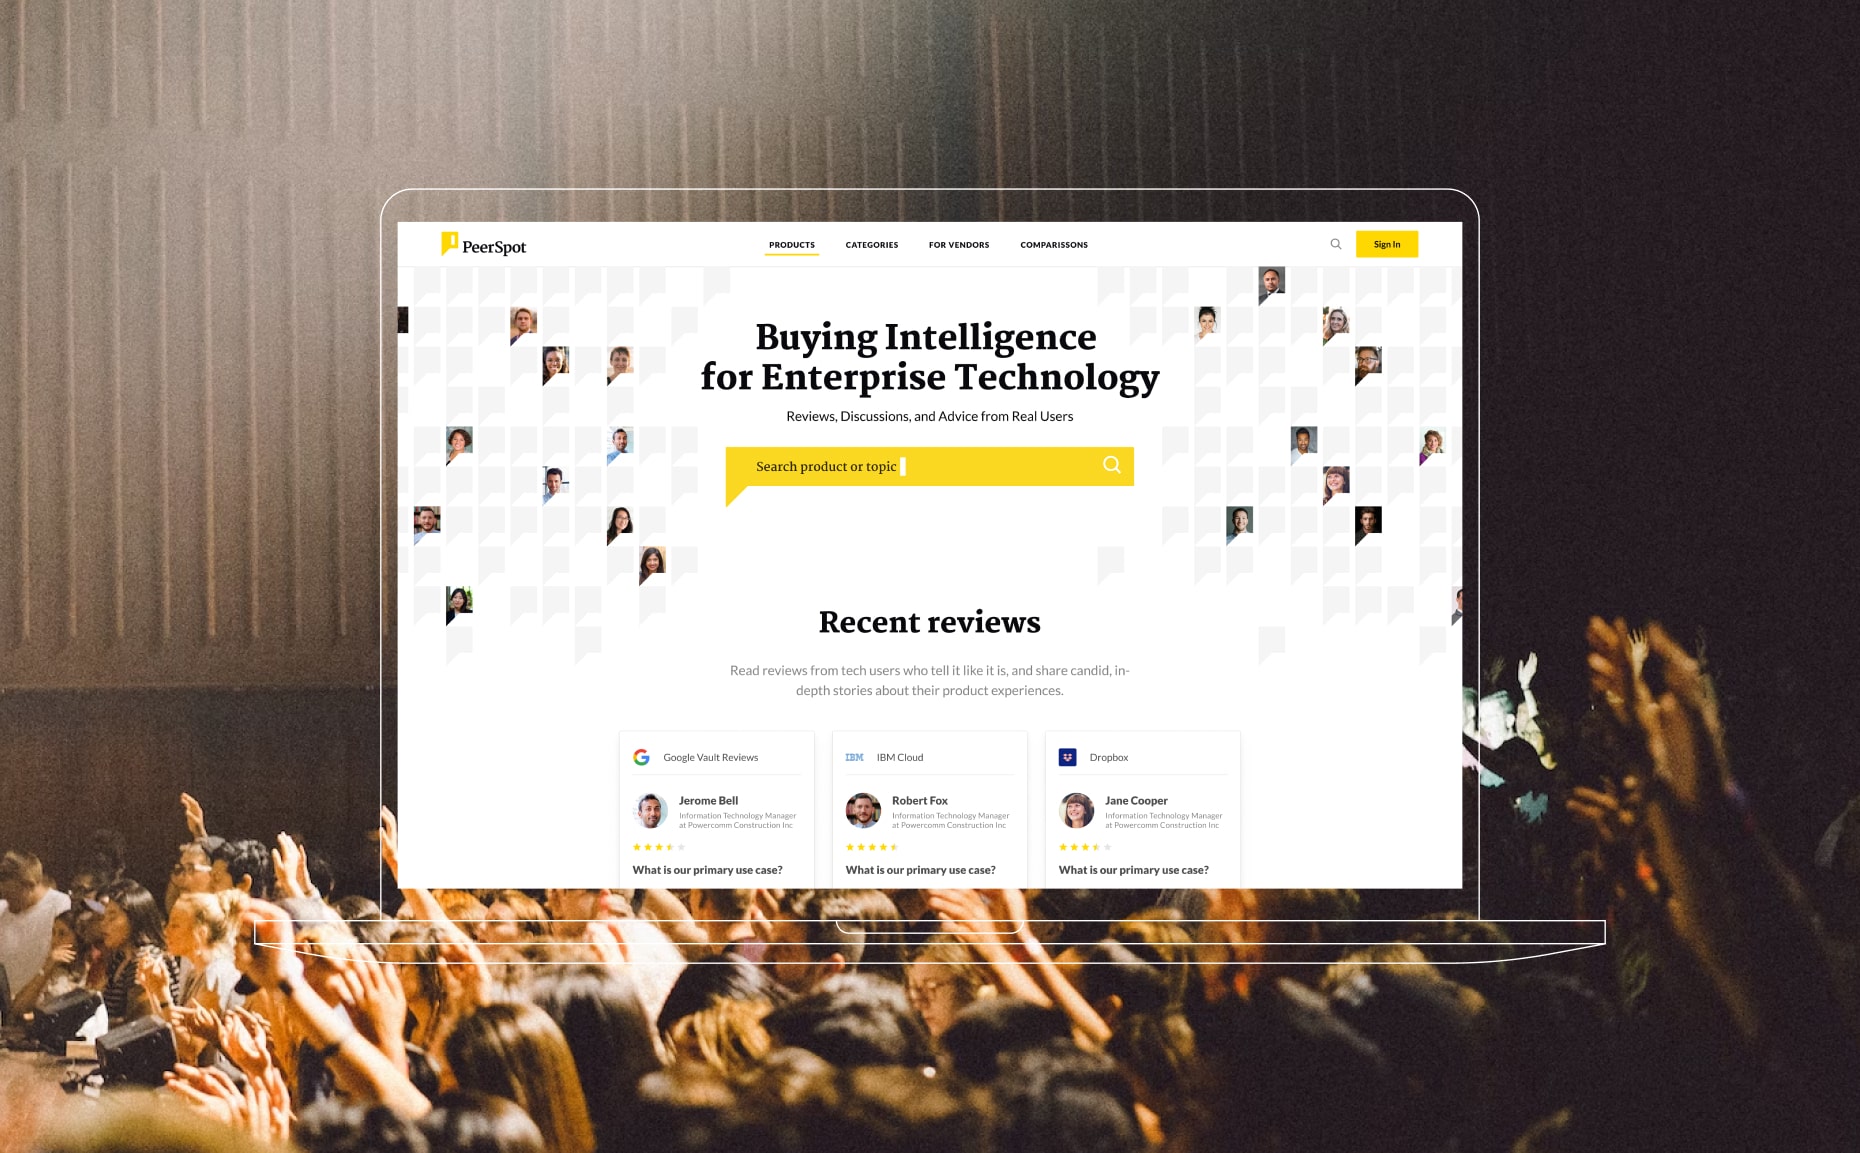 PeerSpot
PRODUCTS CATEGORIES FOR VENDORS COMPARISSONS
Sign In
Buying Intelligence
for Enterprise Technology
Reviews, Discussions, and Advice from Real Users
Search product or topic
Recent reviews
Read reviews from tech users who tell it like it is, and share candid, in-
depth stories about their product experiences.
Google Vault Reviews
Jerome Bell
Information Technology Manager
at Powercomm Construction Inc
What is our primary use case?
IBM IBM Cloud
Robert Fox
Information Technology Manager
at Powercomm Construction Inc
What is our primary use case?
Dropbox
Jane Cooper
Information Technology Manager
at Powercomm Construction Inc
What is our primary use case?